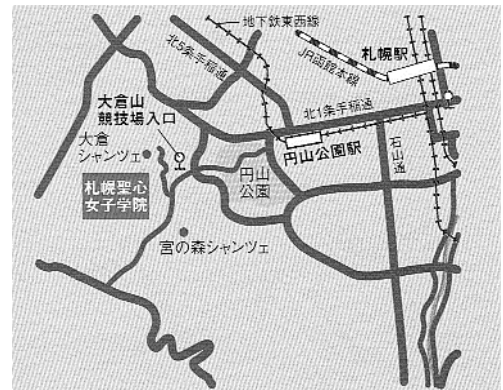 地下鉄東西線
札幌駅
JR函館本線
北5条手稲通
北1条手稲通
大倉山
競技場入口
円山公園駅
大倉
シャンツェ
石山通
円山
公園
札幌聖心
女子学院
宮の森シャンツェ